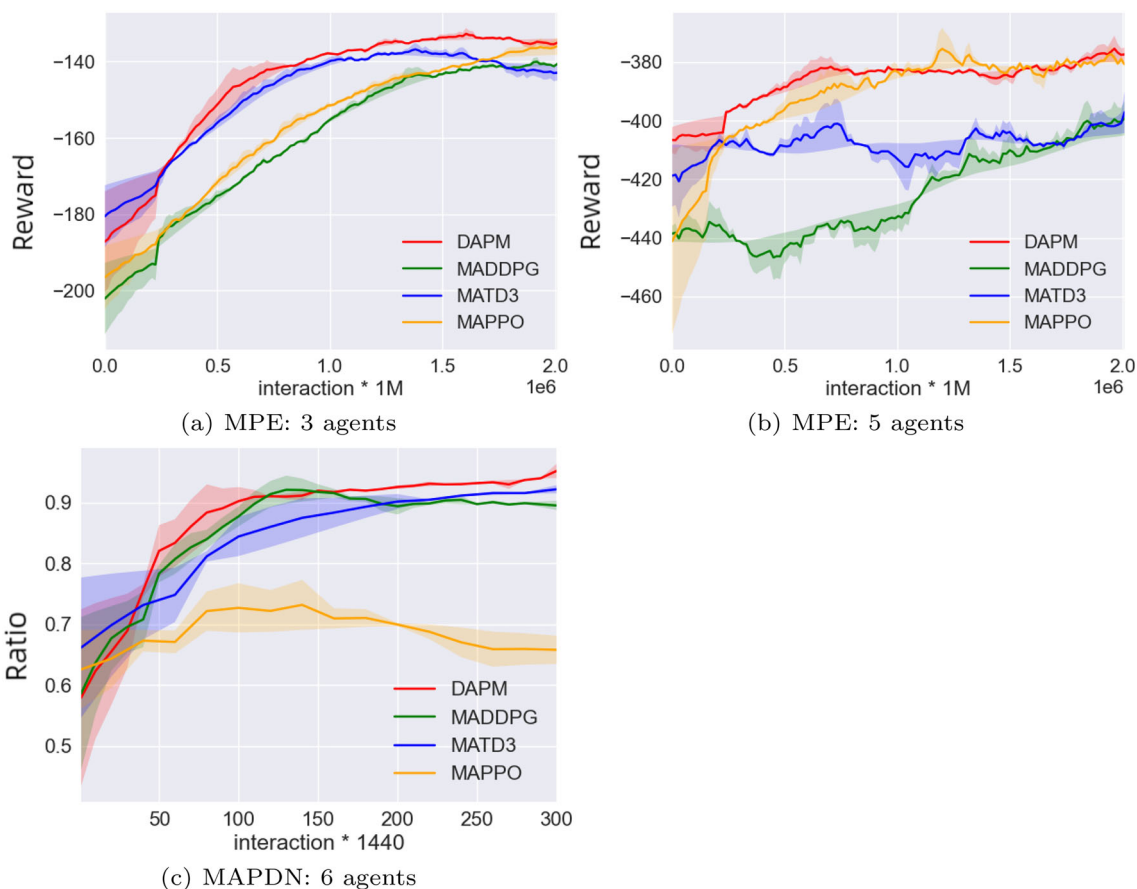 −140
−160
−180
−200
Reward
DAPM
MADDPG
MATD3
MAPPO
0.0 0.5 1.0 1.5 2.0
interaction * 1M 1e6
(a) MPE: 3 agents
−380
−400
−420
−440
−460
Reward
DAPM
MADDPG
MATD3
MAPPO
0.0 0.5 1.0 1.5 2.0
interaction * 1M 1e6
(b) MPE: 5 agents
0.9
0.8
0.7
0.6
0.5
Ratio
DAPM
MADDPG
MATD3
MAPPO
50 100 150 200 250 300
interaction * 1440
(c) MAPDN: 6 agents